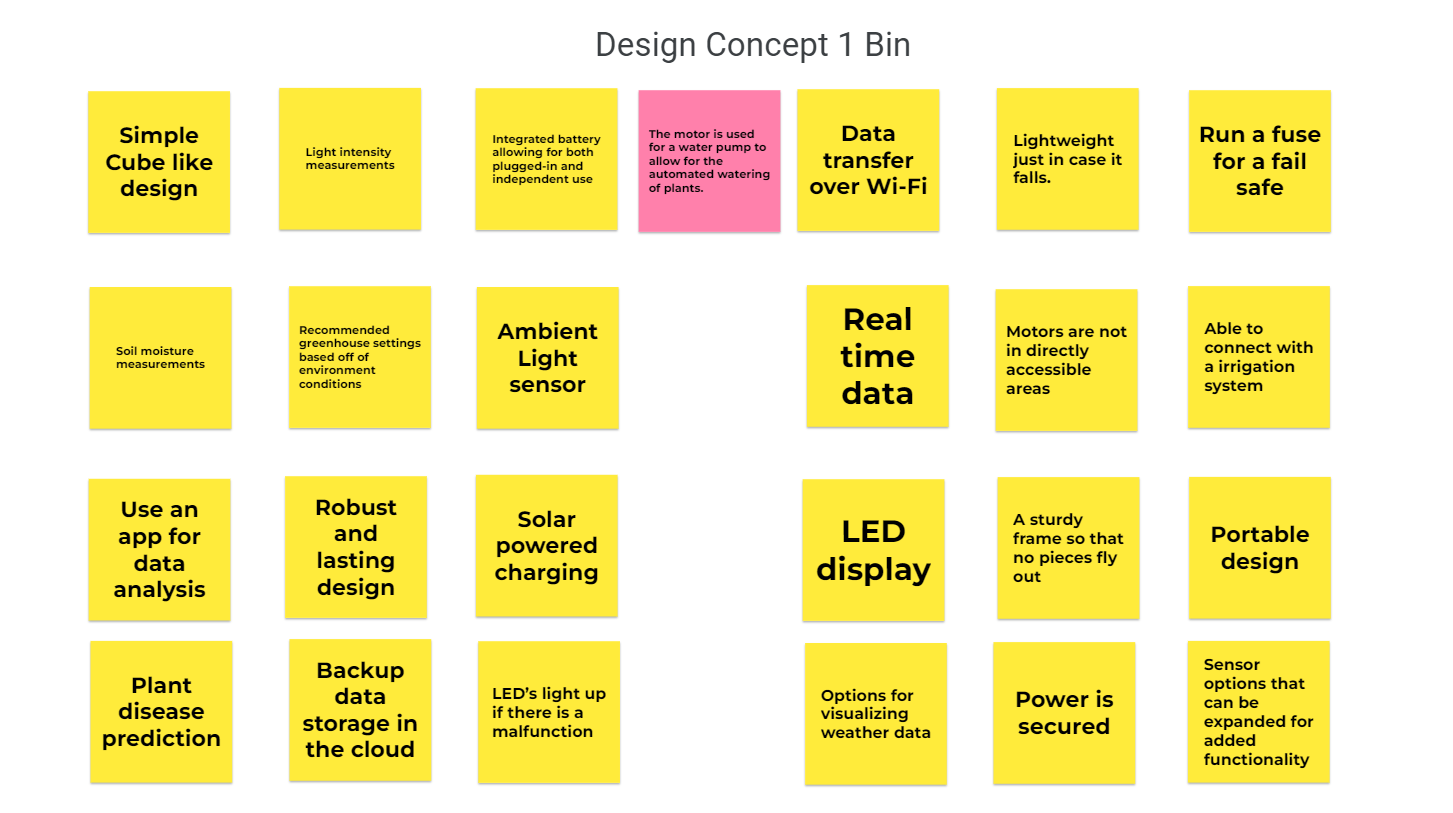 Design Concept 1 Bin
Simple
Cube like
design
Light intensity
measurements
Integrated battery
allowing for both
plugged-in and
independent use
The motor is used
for a water pump to
allow for the
automated watering
of plants.
Data
transfer
over Wi-Fi
Lightweight
just in case it
falls.
Run a fuse
for a fail
safe
Soil moisture
measurements
Recommended
greenhouse settings
based off of
environment
conditions
Ambient
Light
sensor
Real
time
data
Motors are not
in directly
accessible
areas
Able to
connect with
a irrigation
system
Use an
app for
data
analysis
Robust
and
lasting
design
Solar
powered
charging
LED
display
A sturdy
frame so that
no pieces fly
out
Portable
design
Plant
disease
prediction
Backup
data
storage in
the cloud
LED's light up
if there is a
malfunction
Options for
visualizing
weather data
Power is
secured
Sensor
options that
can be
expanded for
added
functionality